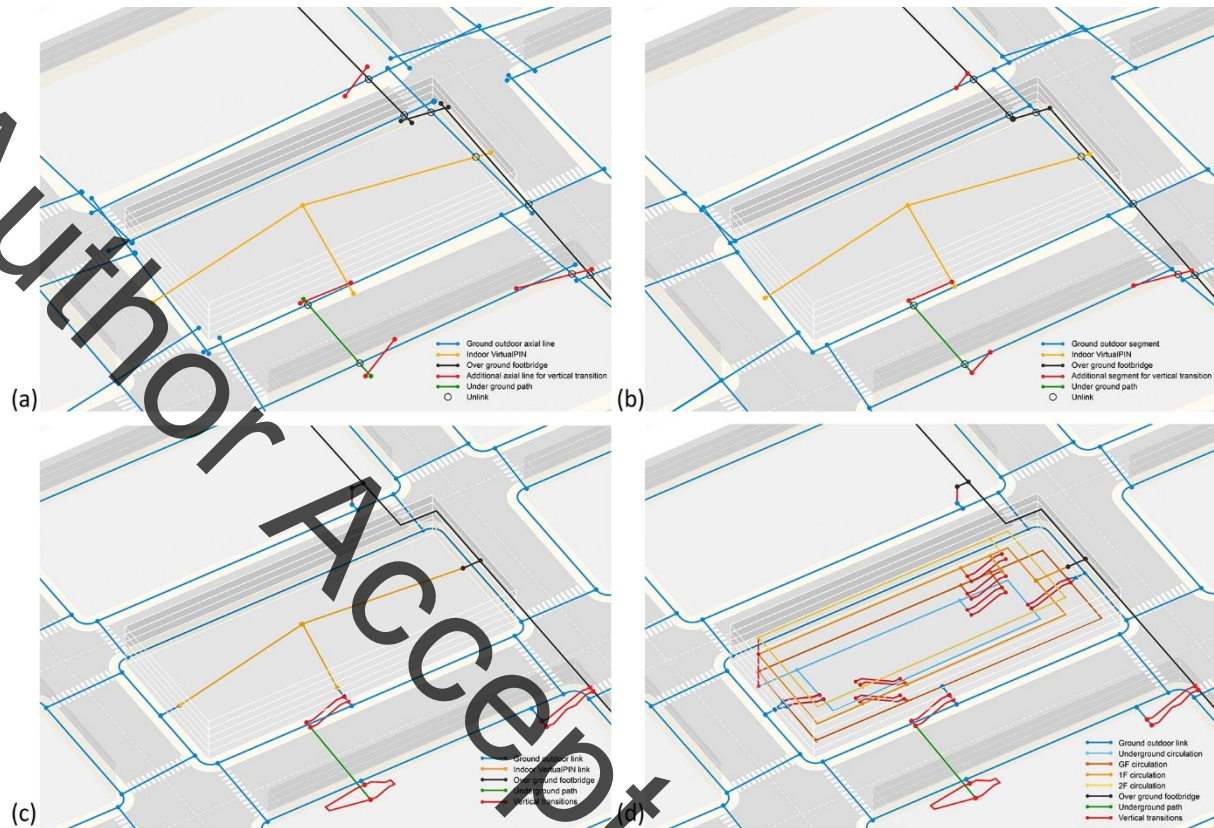 Ground outdoor axial line
Indoor VirtualPIN
Over ground footbridge
Additional axial line for vertical transition
Under ground path
Unlink
(a)
Ground outdoor segment
Indoor VirtualPIN
Over ground footbridge
Additional segment for vertical transition
Under ground path
Unlink
(b)
Ground outdoor link
Indoor VirtualPIN link
Over ground footbridge
Underground path
Vertical transitions
(c)
Ground outdoor link
Underground circulation
GF circulation
1F circulation
2F circulation
Over ground footbridge
Underground path
Vertical transitions
(d)
Author Accept